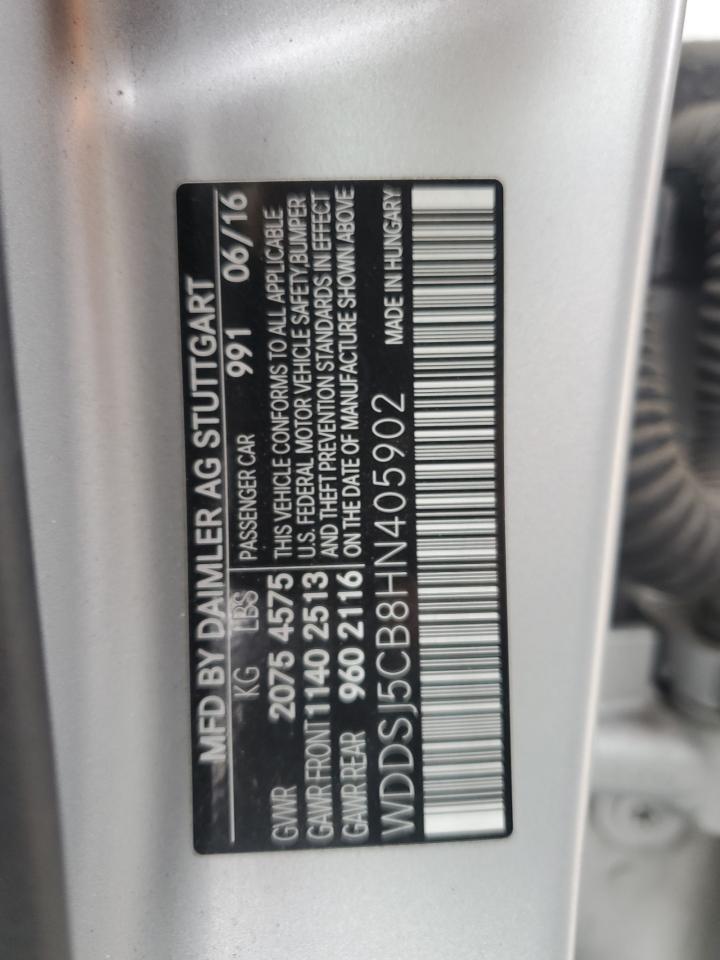 MFD BY DAIMLER AG STUTTGART
KG LBS PASSENGER CAR 991 06/16
GVWR 2075 4575 THIS VEHICLE CONFORMS TO ALL APPLICABLE
GAWR FRONT 1140 2513 U.S. FEDERAL MOTOR VEHICLE SAFETY,BUMPER
AND THEFT PREVENTION STANDARDS IN EFFECT
GAWR REAR 960 2116 ON THE DATE OF MANUFACTURE SHOWN ABOVE
WDDSJ5CB8HN405902 MADE IN HUNGARY